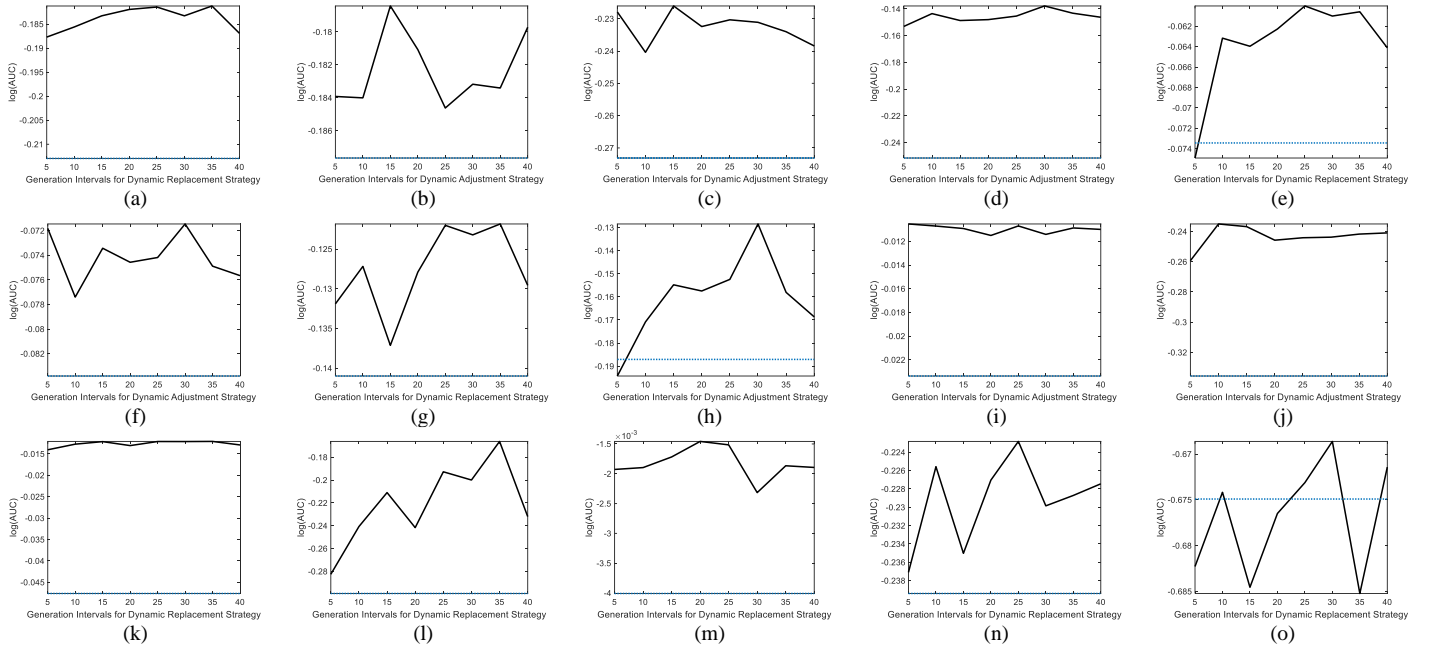 log(AUC)
-0.185
-0.19
-0.195
-0.2
-0.205
-0.21
5 10 15 20 25 30 35 40
Generation Intervals for Dynamic Replacement Strategy
(a)
log(AUC)
-0.18
-0.182
-0.184
-0.186
5 10 15 20 25 30 35 40
Generation Intervals for Dynamic Adjustment Strategy
(b)
log(AUC)
-0.23
-0.24
-0.25
-0.26
-0.27
5 10 15 20 25 30 35 40
Generation Intervals for Dynamic Adjustment Strategy
(c)
log(AUC)
-0.14
-0.16
-0.18
-0.2
-0.22
-0.24
5 10 15 20 25 30 35 40
Generation Intervals for Dynamic Adjustment Strategy
(d)
log(AUC)
-0.062
-0.064
-0.066
-0.068
-0.07
-0.072
-0.074
5 10 15 20 25 30 35 40
Generation Intervals for Dynamic Replacement Strategy
(e)
log(AUC)
-0.072
-0.074
-0.076
-0.078
-0.08
-0.082
5 10 15 20 25 30 35 40
Generation Intervals for Dynamic Adjustment Strategy
(f)
log(AUC)
-0.125
-0.13
-0.135
-0.14
5 10 15 20 25 30 35 40
Generation Intervals for Dynamic Replacement Strategy
(g)
log(AUC)
-0.13
-0.14
-0.15
-0.16
-0.17
-0.18
-0.19
5 10 15 20 25 30 35 40
Generation Intervals for Dynamic Adjustment Strategy
(h)
log(AUC)
-0.012
-0.014
-0.016
-0.018
-0.02
-0.022
5 10 15 20 25 30 35 40
Generation Intervals for Dynamic Adjustment Strategy
(i)
log(AUC)
-0.24
-0.26
-0.28
-0.3
-0.32
5 10 15 20 25 30 35 40
Generation Intervals for Dynamic Adjustment Strategy
(j)
log(AUC)
-0.015
-0.02
-0.025
-0.03
-0.035
-0.04
-0.045
5 10 15 20 25 30 35 40
Generation Intervals for Dynamic Replacement Strategy
(k)
log(AUC)
-0.18
-0.2
-0.22
-0.24
-0.26
-0.28
5 10 15 20 25 30 35 40
Generation Intervals for Dynamic Replacement Strategy
(l)
×10⁻³
log(AUC)
-1.5
-2
-2.5
-3
-3.5
-4
5 10 15 20 25 30 35 40
Generation Intervals for Dynamic Replacement Strategy
(m)
log(AUC)
-0.224
-0.226
-0.228
-0.23
-0.232
-0.234
-0.236
-0.238
5 10 15 20 25 30 35 40
Generation Intervals for Dynamic Replacement Strategy
(n)
log(AUC)
-0.67
-0.675
-0.68
-0.685
5 10 15 20 25 30 35 40
Generation Intervals for Dynamic Replacement Strategy
(o)